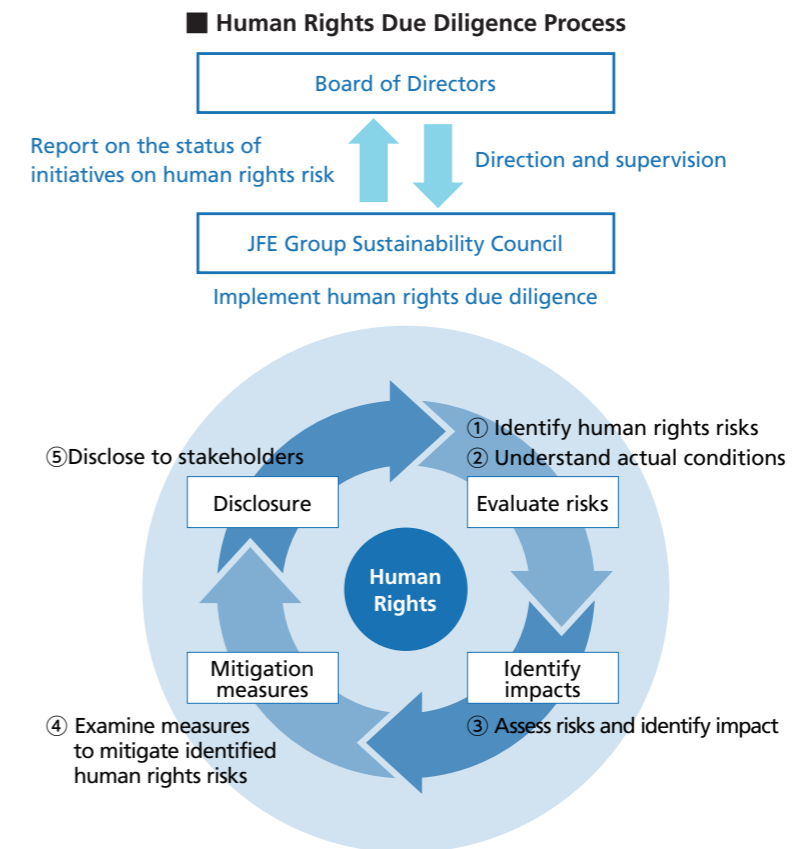 ■ Human Rights Due Diligence Process
Board of Directors
Report on the status of
initiatives on human rights risk
Direction and supervision
JFE Group Sustainability Council
Implement human rights due diligence
① Identify human rights risks
② Understand actual conditions
Evaluate risks
⑤Disclose to stakeholders
Disclosure
Human
Rights
Identify
impacts
③ Assess risks and identify impact
Mitigation
measures
④ Examine measures
to mitigate identified
human rights risks